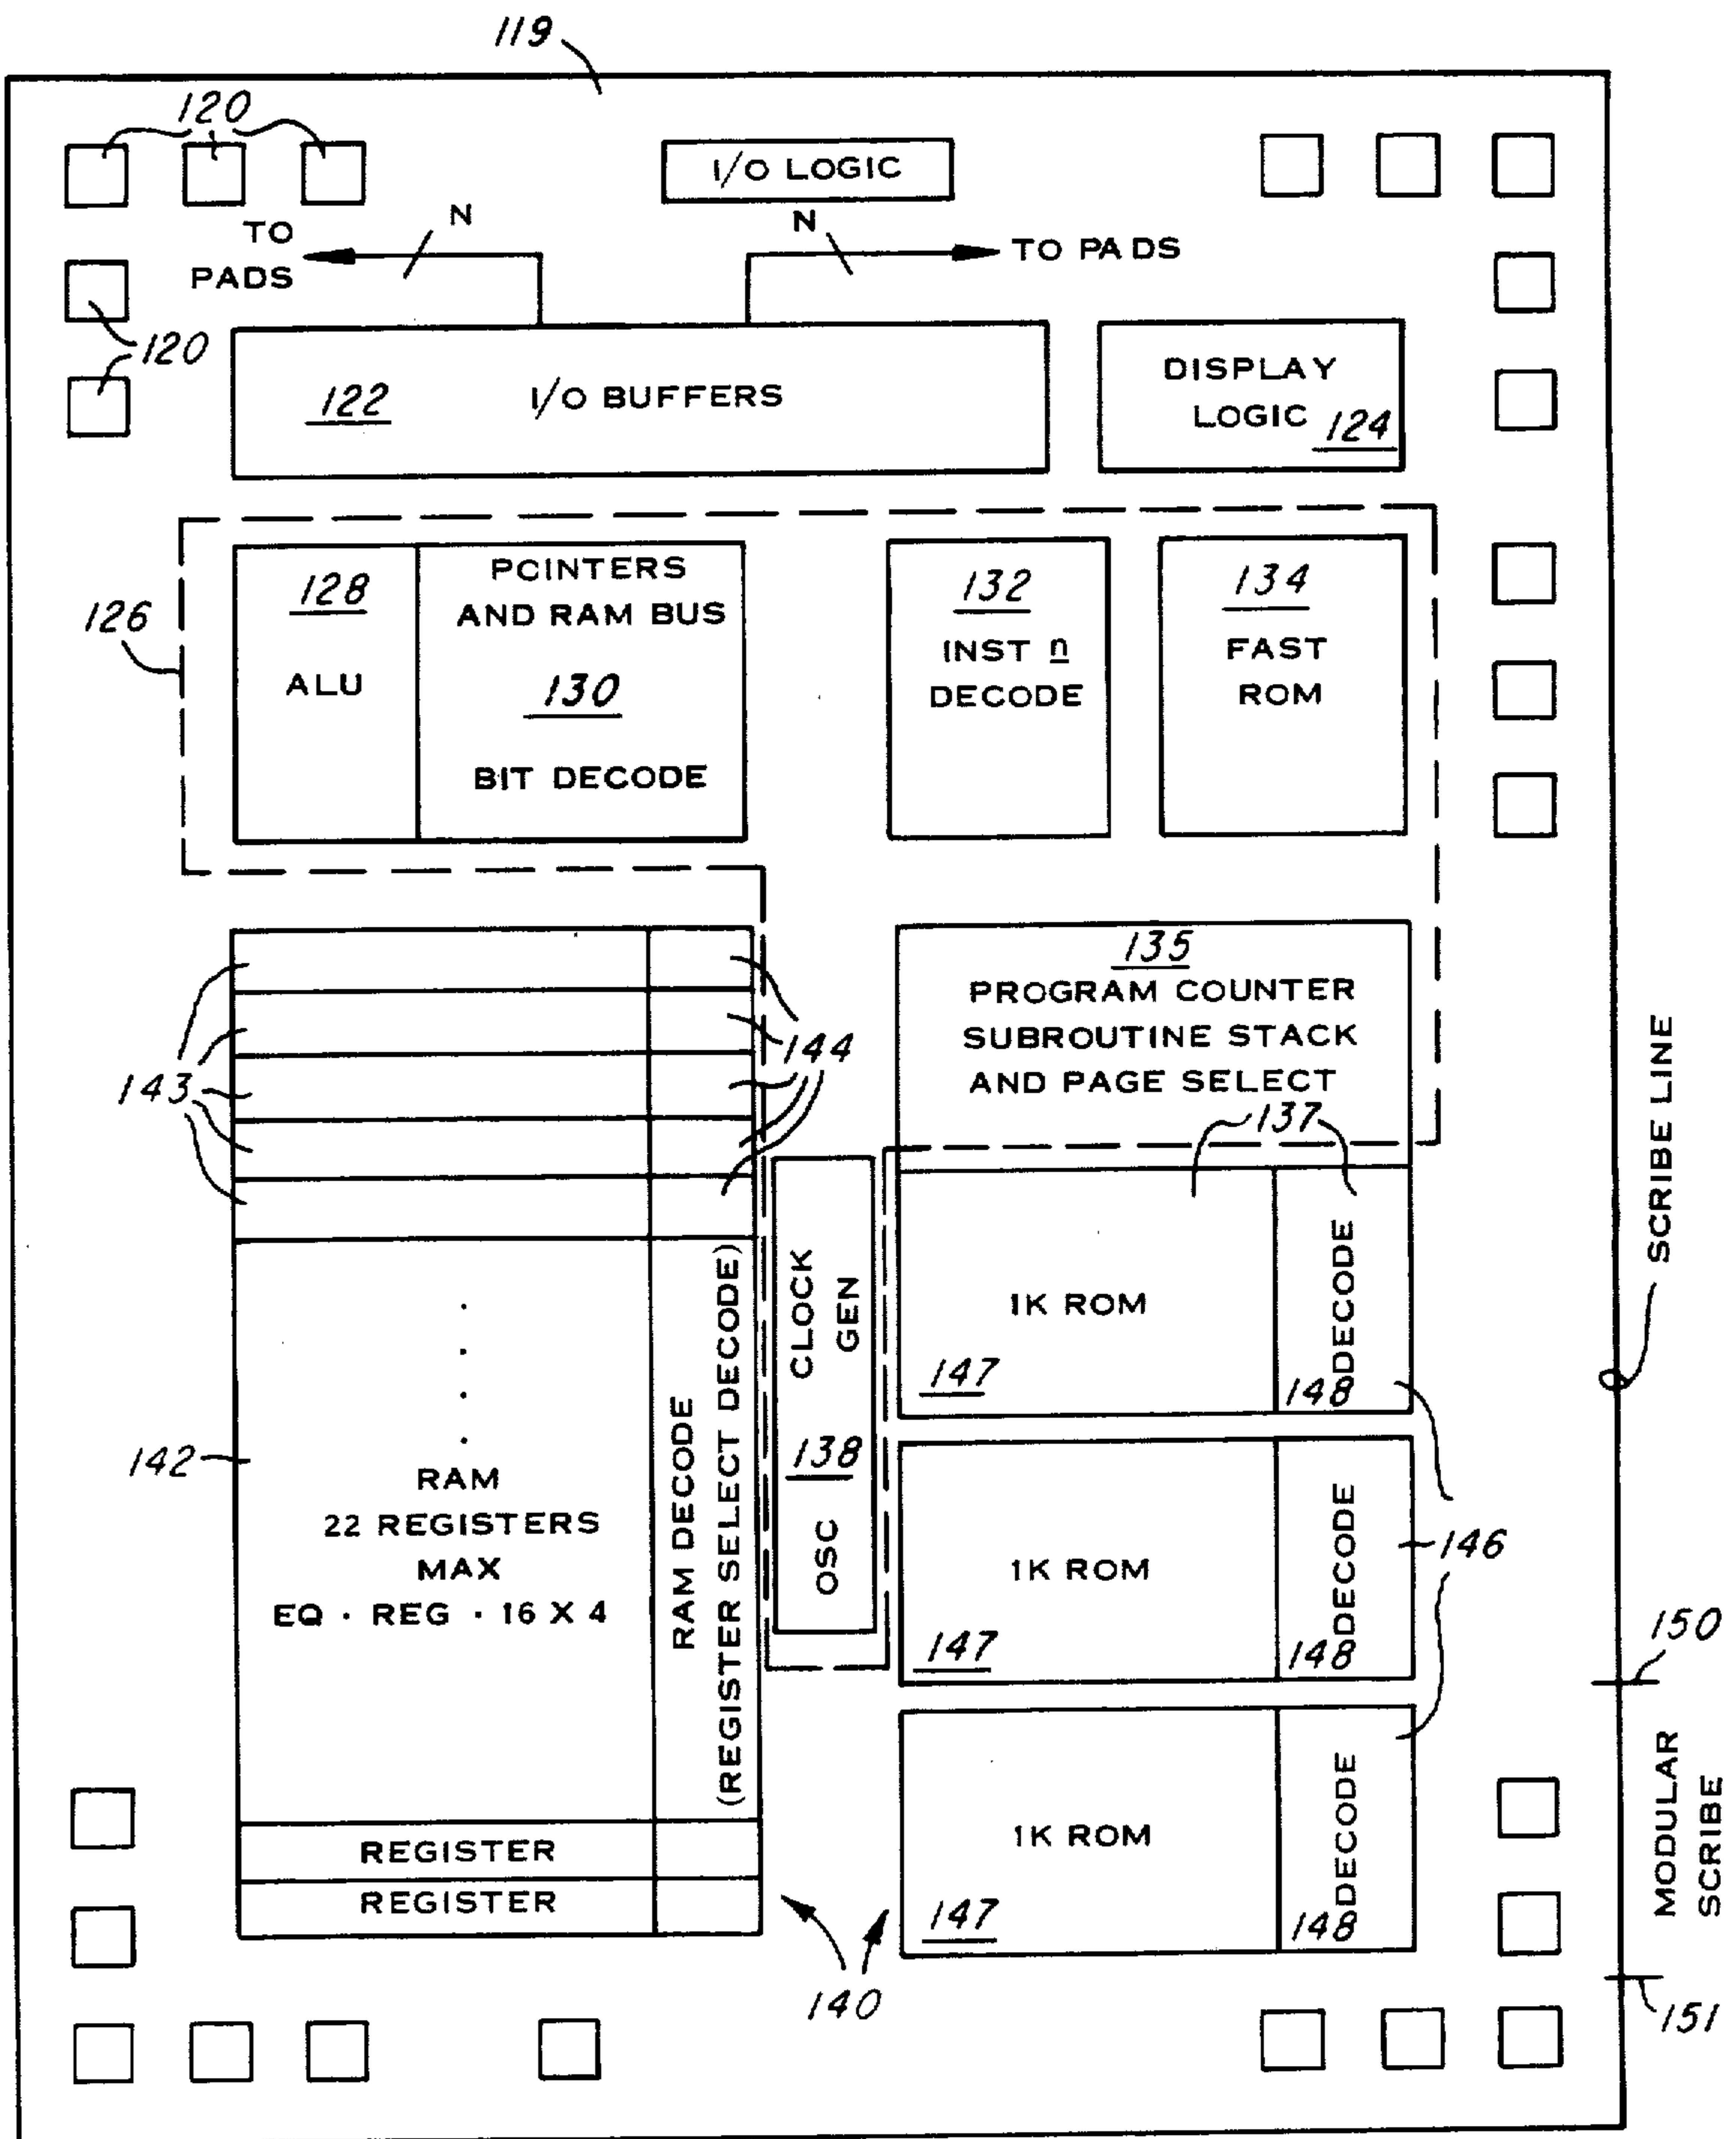 119
120
I/O LOGIC
N
N
TO
PADS
TO PADS
120
122
I/O BUFFERS
DISPLAY
LOGIC
124
126
128
ALU
POINTERS
AND RAM BUS
130
BIT DECODE
132
INST n
DECODE
134
FAST
ROM
135
PROGRAM COUNTER
SUBROUTINE STACK
AND PAGE SELECT
143
144
137
SCRIBE LINE
CLOCK
GEN
138
OSC
1K ROM
147
DECODE
148
142
RAM
22 REGISTERS
MAX
EQ · REG · 16 X 4
RAM DECODE
(REGISTER SELECT DECODE)
1K ROM
147
DECODE
148
146
150
MODULAR
SCRIBE
1K ROM
147
DECODE
148
REGISTER
REGISTER
140
151